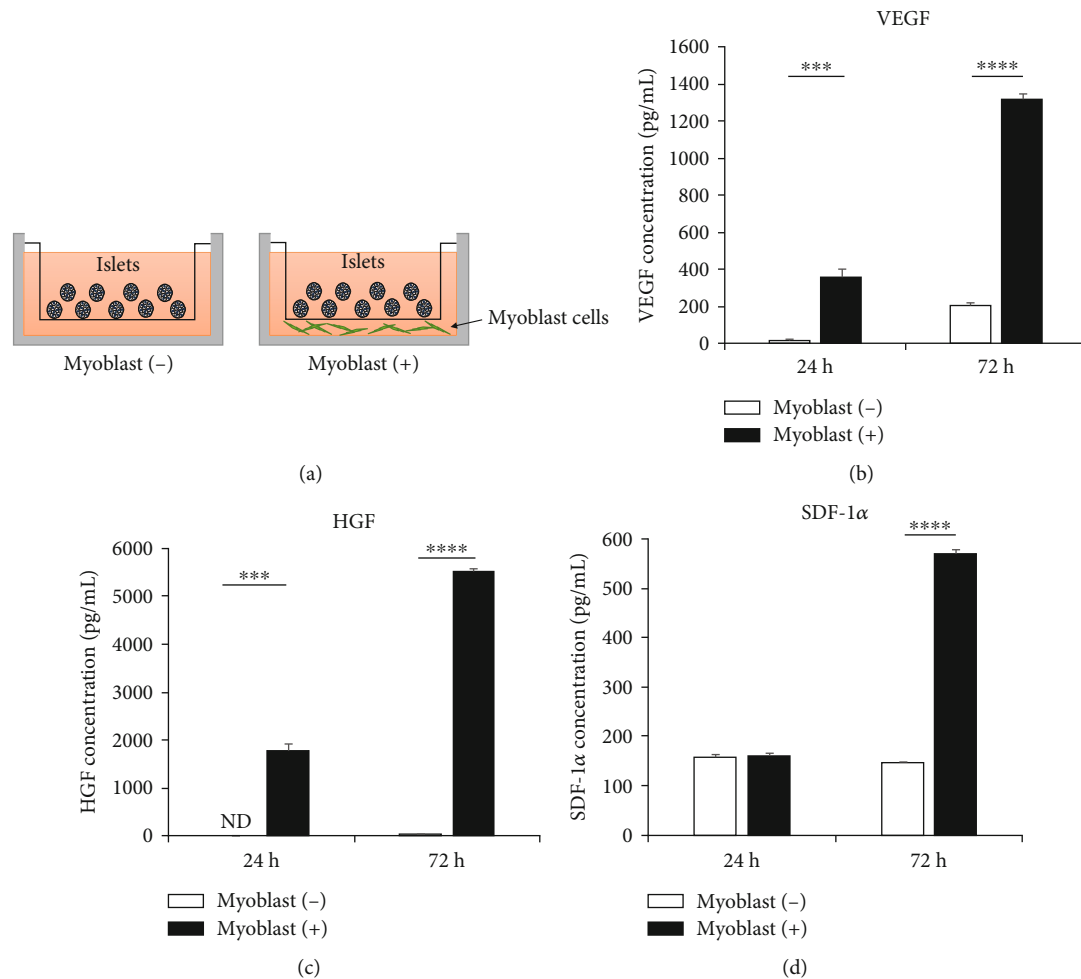 Islets
Myoblast (–)
Islets
Myoblast cells
Myoblast (+)
(a)
VEGF
VEGF concentration (pg/mL)
1600
1400
1200
1000
800
600
400
200
0
***
****
24 h
72 h
Myoblast (–)
Myoblast (+)
(b)
HGF
HGF concentration (pg/mL)
6000
5000
4000
3000
2000
1000
0
***
****
ND
24 h
72 h
Myoblast (–)
Myoblast (+)
(c)
SDF-1α
SDF-1α concentration (pg/mL)
600
500
400
300
200
100
0
****
24 h
72 h
Myoblast (–)
Myoblast (+)
(d)